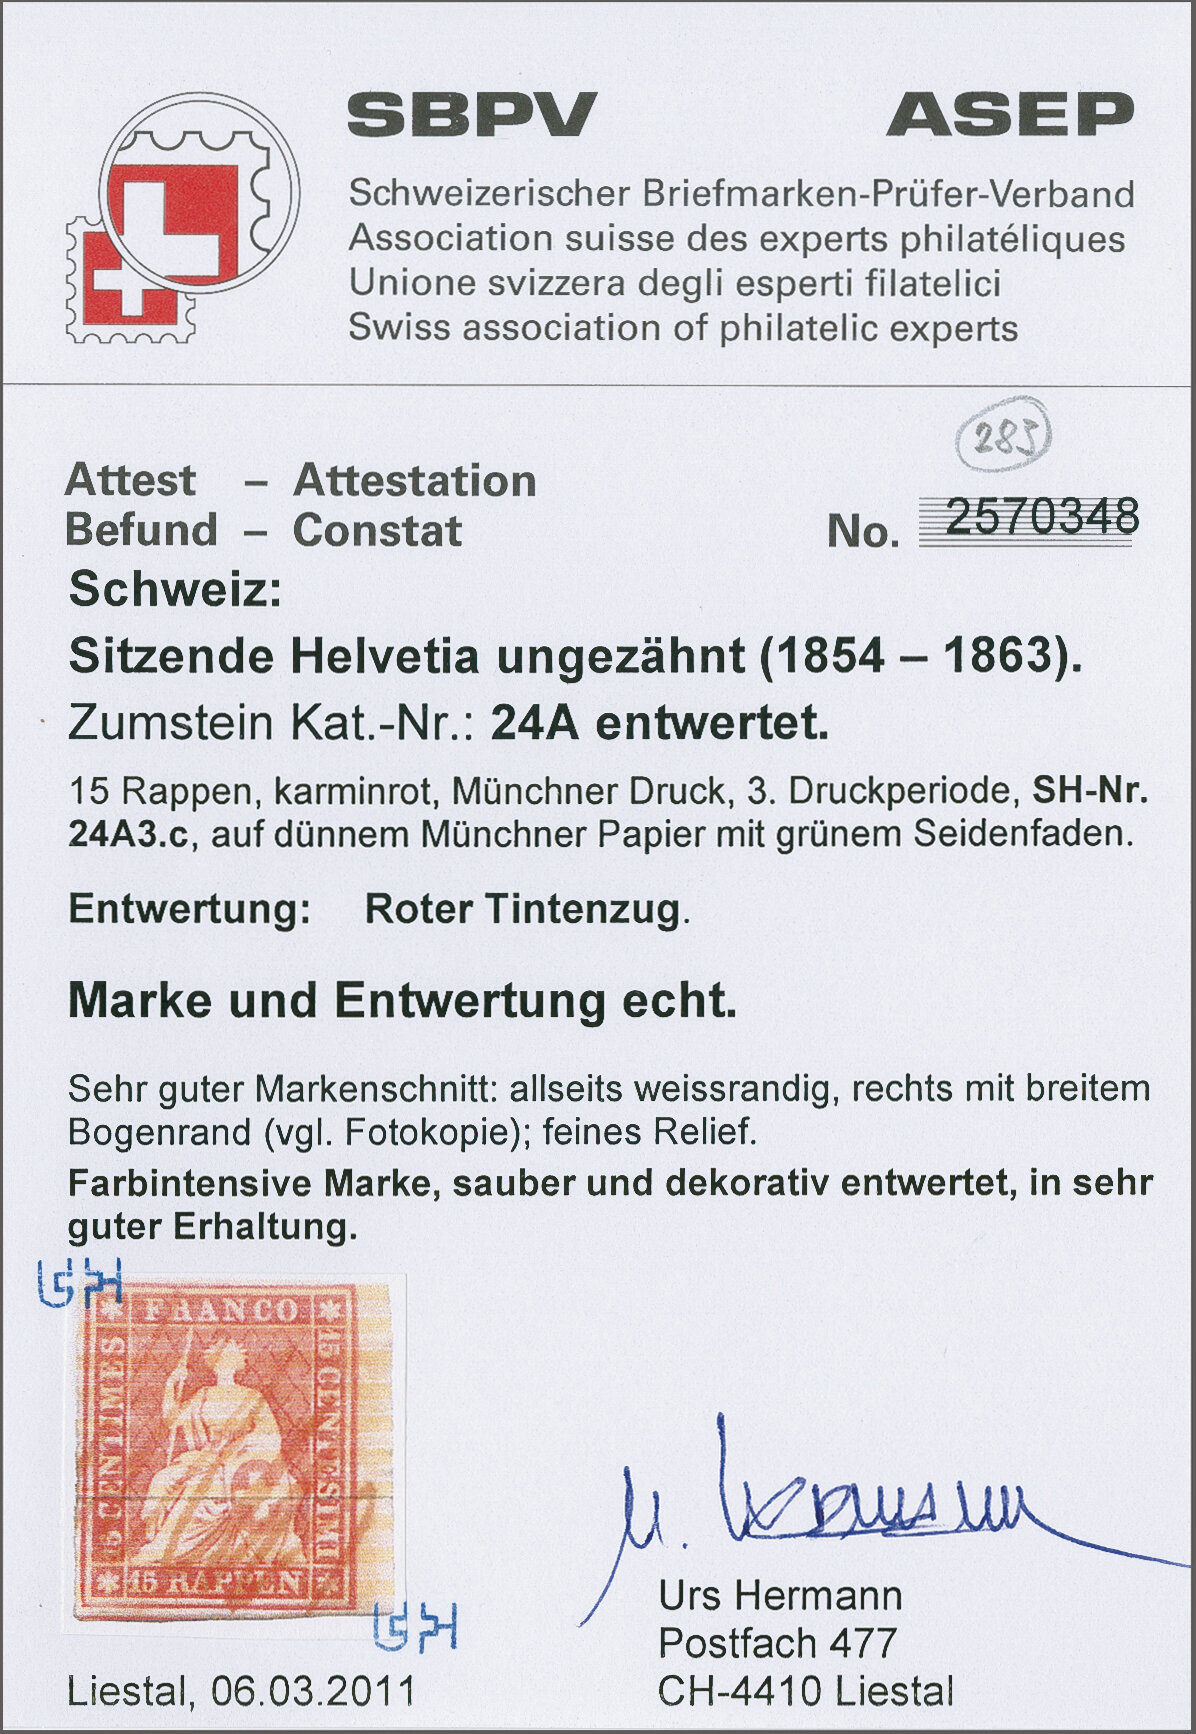 SBPV ASEP
Schweizerischer Briefmarken-Prüfer-Verband
Association suisse des experts philatéliques
Unione svizzera degli esperti filatelici
Swiss association of philatelic experts
285
Attest – Attestation
Befund – Constat
No. 2570348
Schweiz:
Sitzende Helvetia ungezähnt (1854 – 1863).
Zumstein Kat.-Nr.: 24A entwertet.
15 Rappen, karminrot, Münchner Druck, 3. Druckperiode, SH-Nr.
24A3.c, auf dünnem Münchner Papier mit grünem Seidenfaden.
Entwertung: Roter Tintenzug.
Marke und Entwertung echt.
Sehr guter Markenschnitt: allseits weissrandig, rechts mit breitem
Bogenrand (vgl. Fotokopie); feines Relief.
Farbintensive Marke, sauber und dekorativ entwertet, in sehr
guter Erhaltung.
FRANCO
15 CENTIMES
15 CENTESIMI
15 RAPPEN
Urs Hermann
Postfach 477
Liestal, 06.03.2011
CH-4410 Liestal